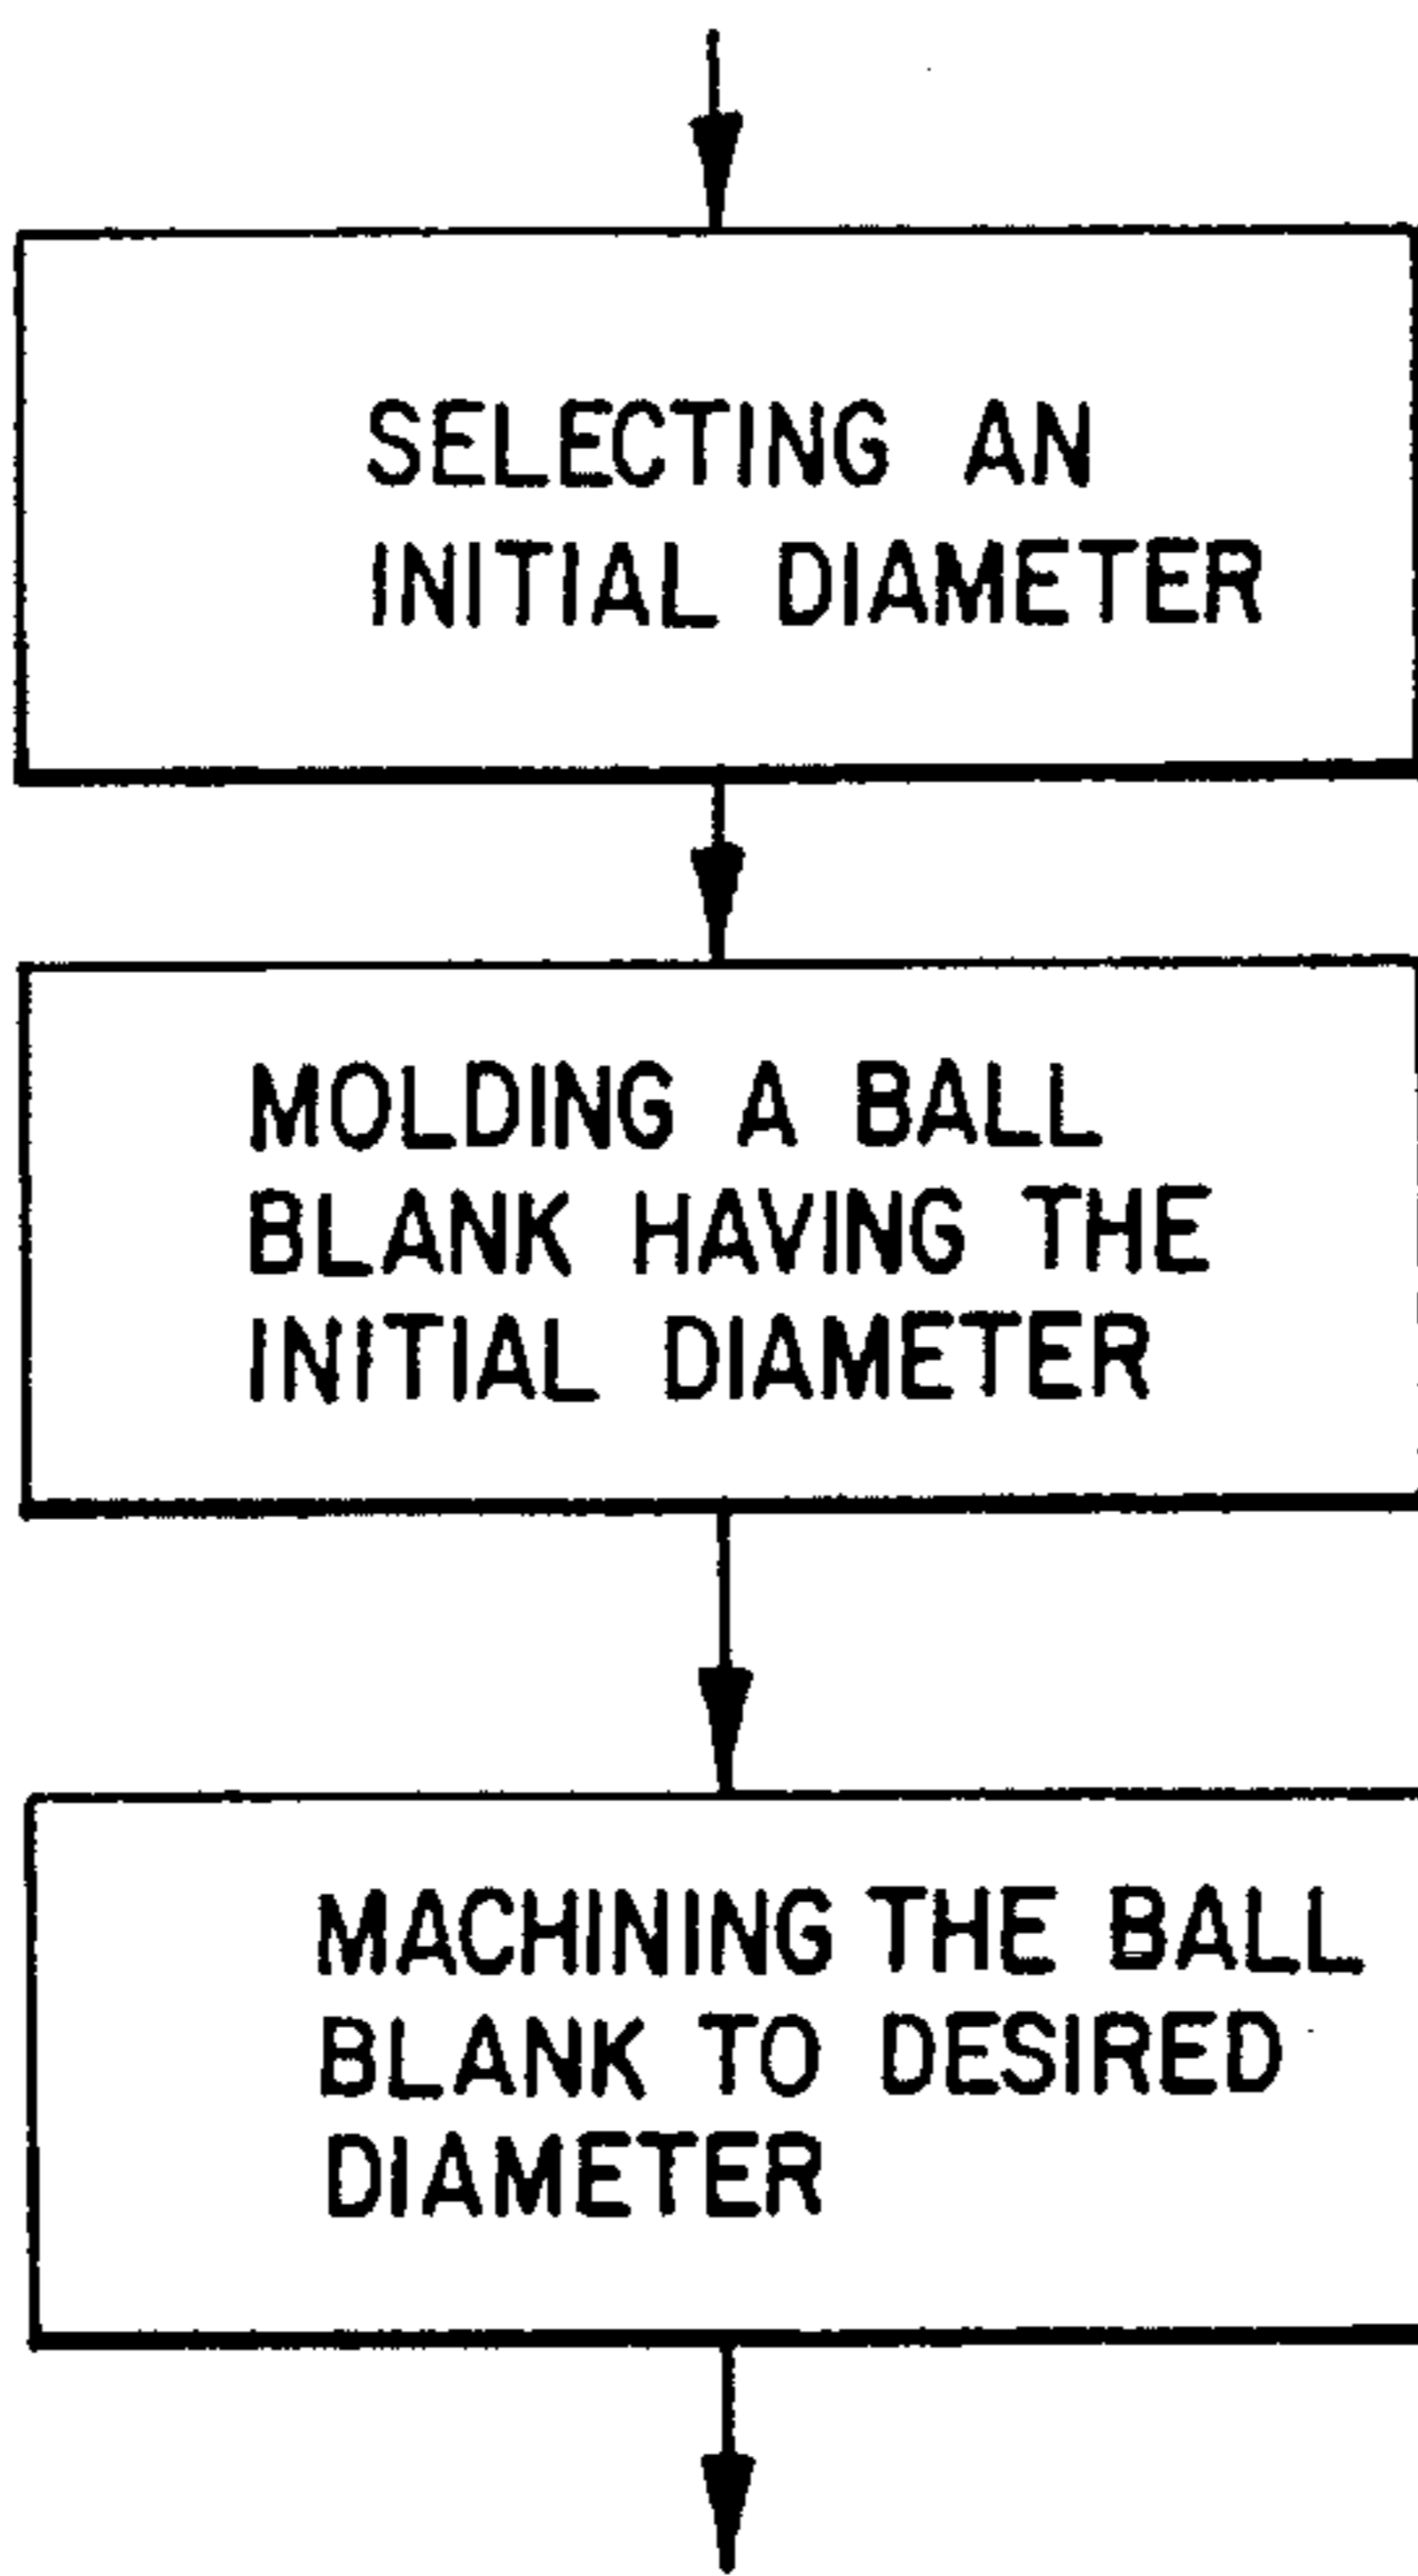 SELECTING AN
INITIAL DIAMETER
MOLDING A BALL
BLANK HAVING THE
INITIAL DIAMETER
MACHINING THE BALL
BLANK TO DESIRED
DIAMETER